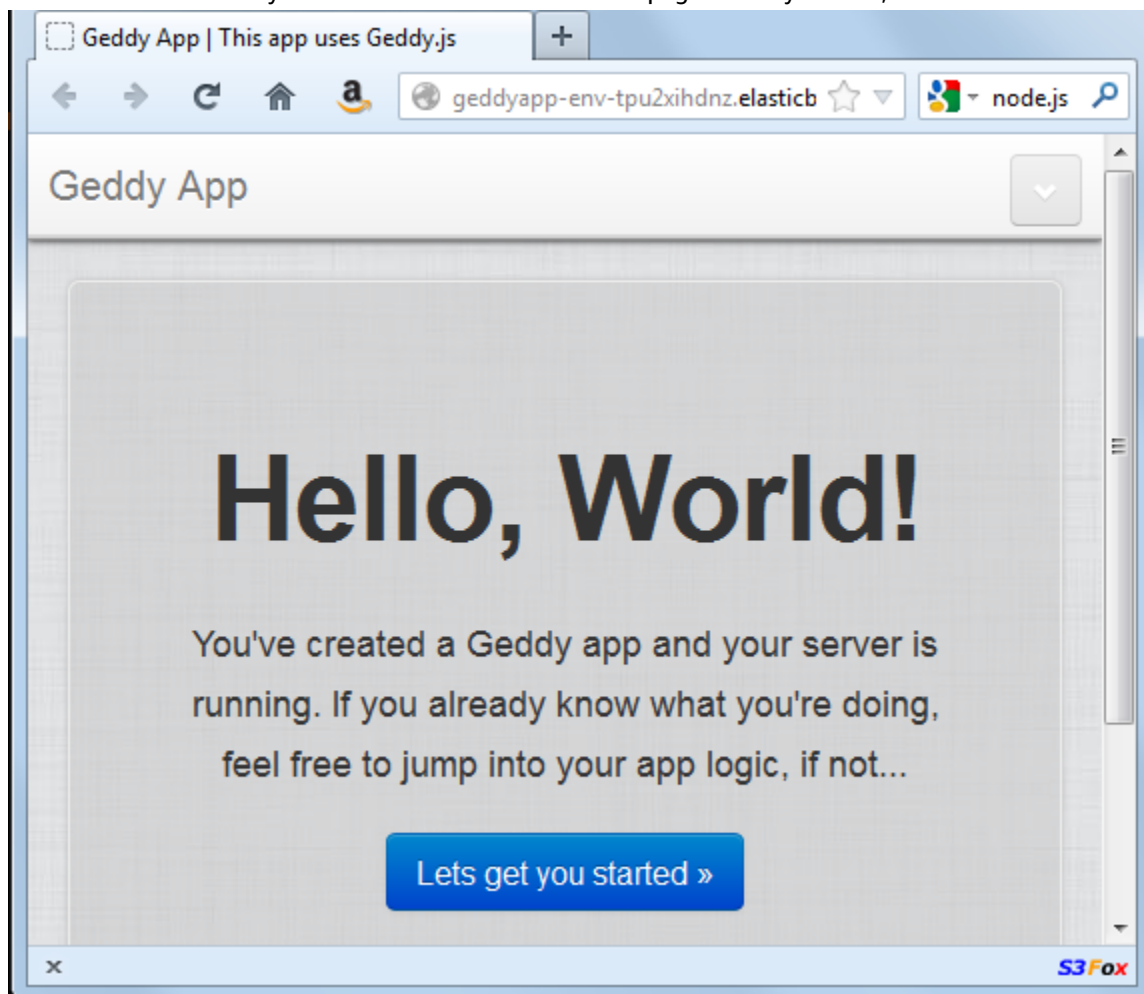 Geddy App | This app uses Geddy.js
geddyapp-env-tpu2xihdnz.elasticb
node.js
Geddy App
Hello, World!
You've created a Geddy app and your server is
running. If you already know what you're doing,
feel free to jump into your app logic, if not...
Lets get you started »
S3Fox